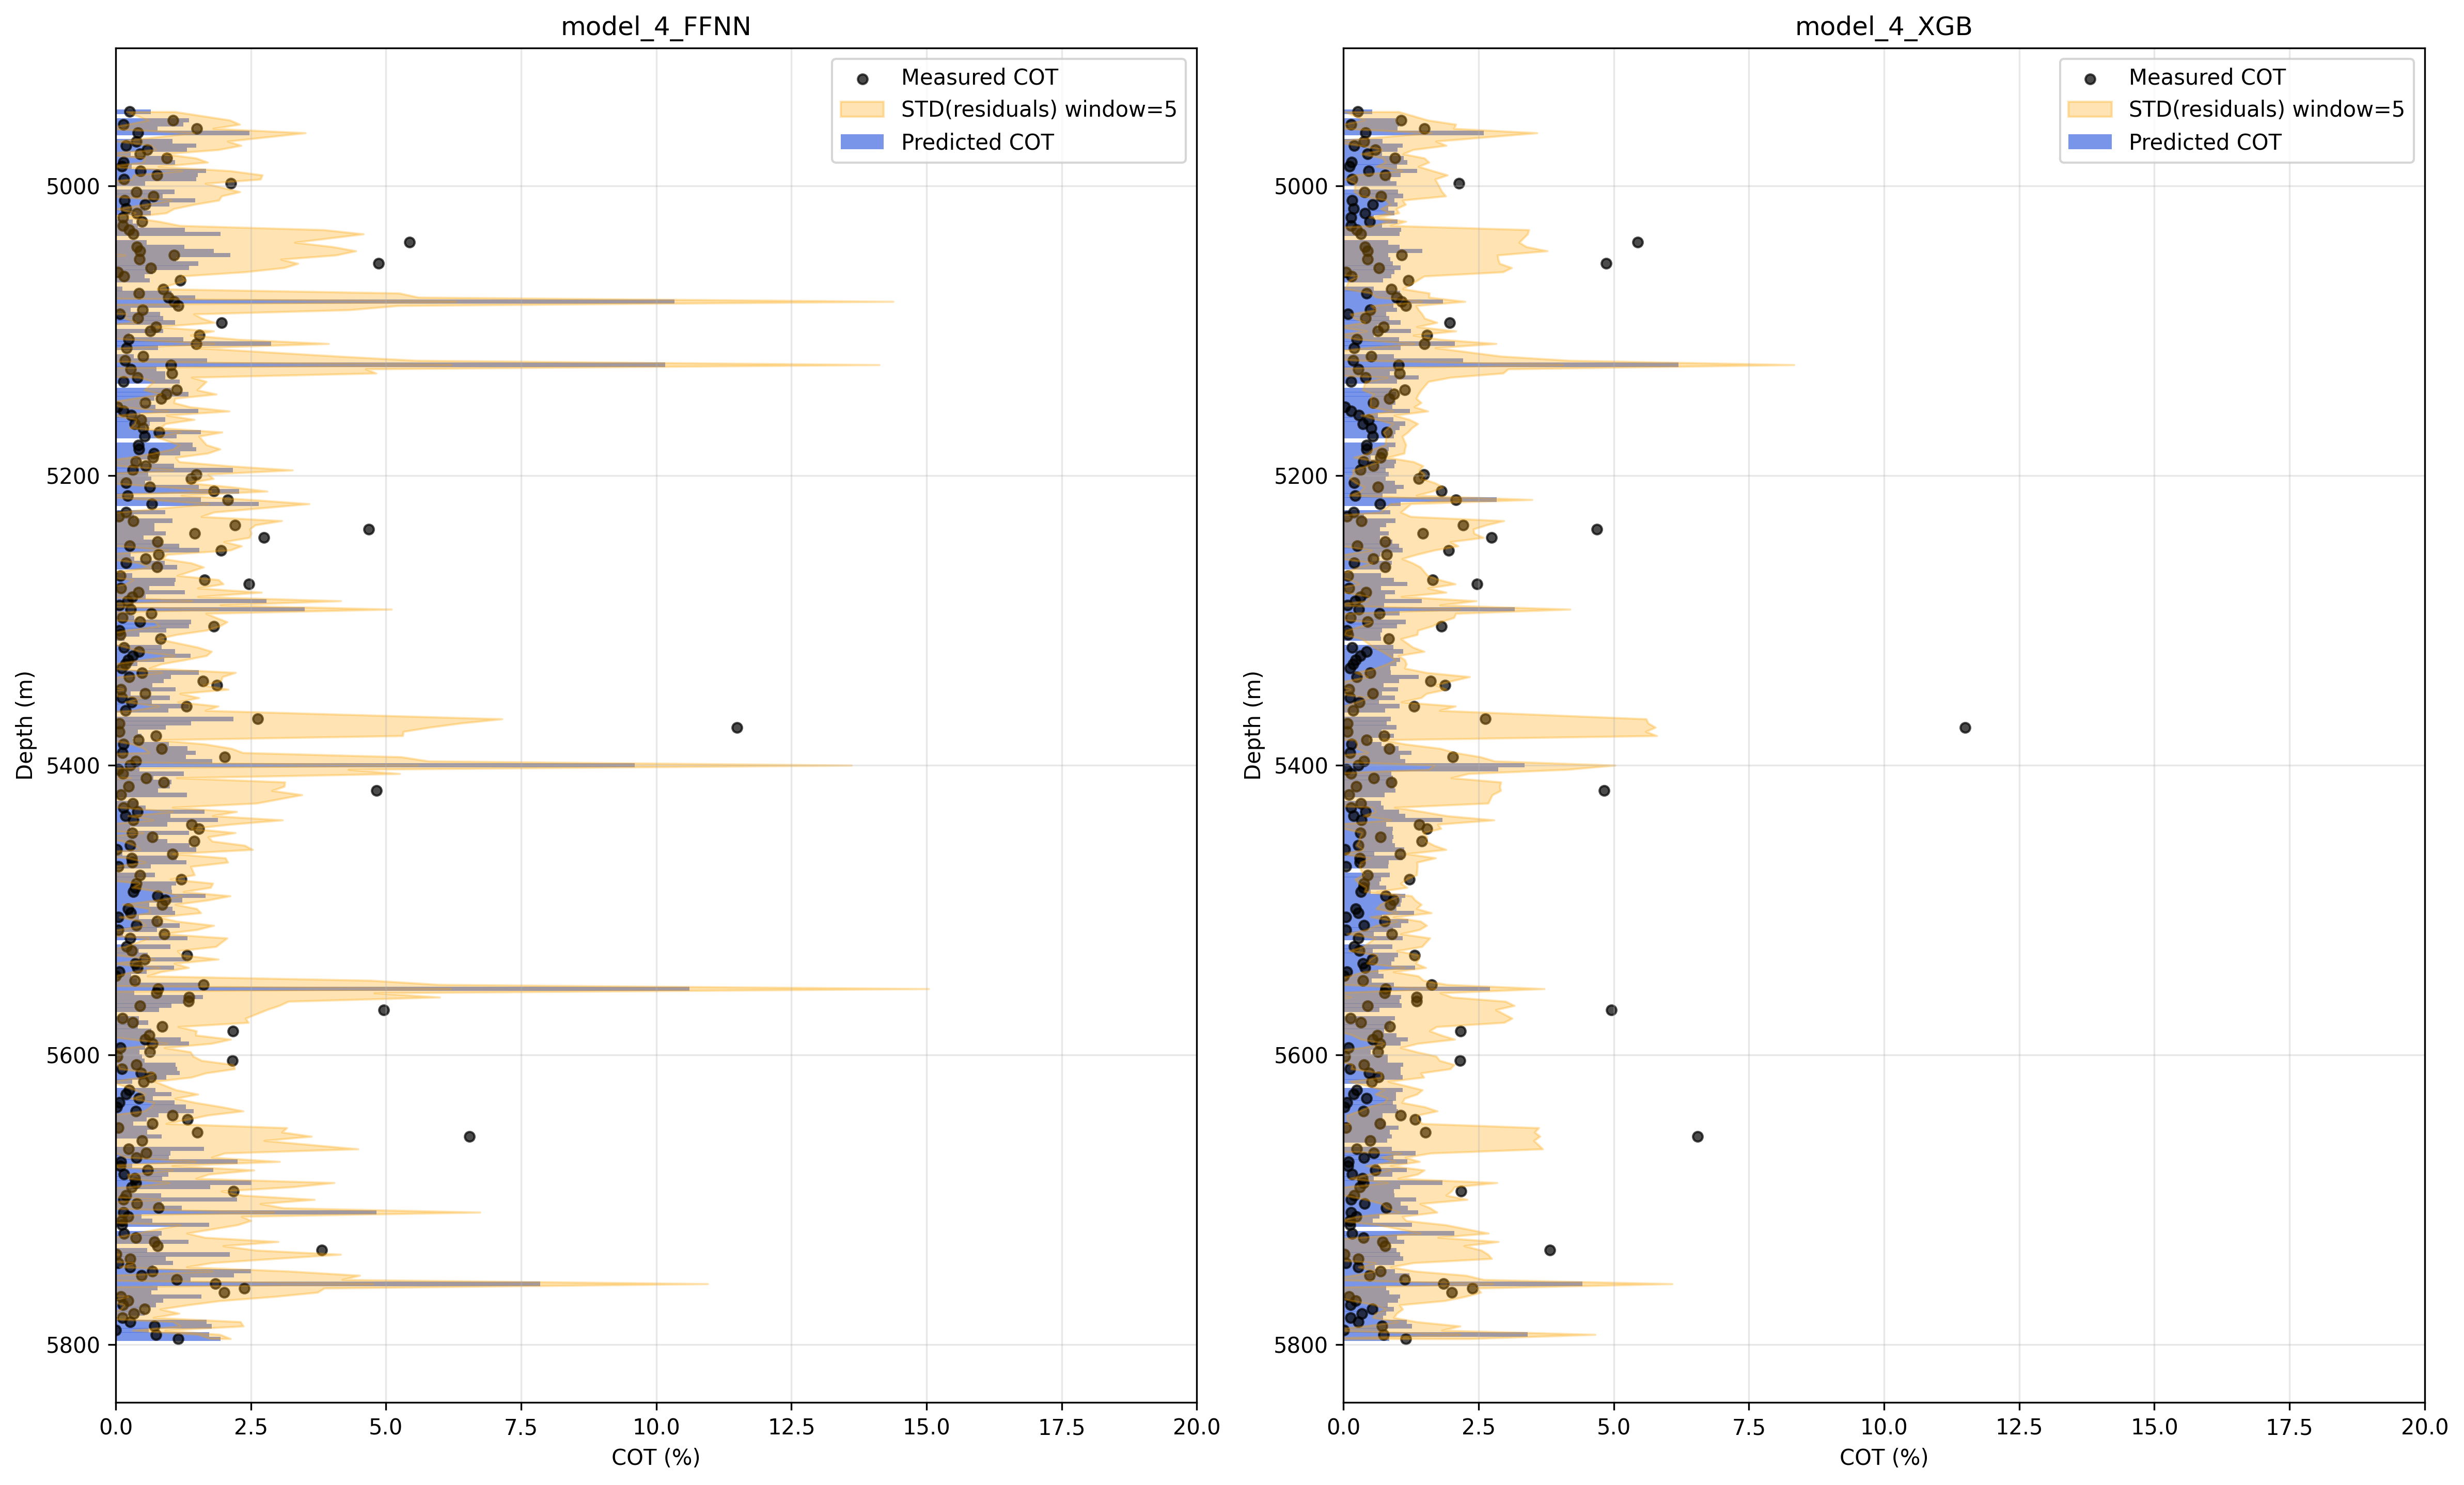 model_4_FFNN
Measured COT
STD(residuals) window=5
Predicted COT
Depth (m)
5000
5200
5400
5600
5800
0.0 2.5 5.0 7.5 10.0 12.5 15.0 17.5 20.0
COT (%)
model_4_XGB
Measured COT
STD(residuals) window=5
Predicted COT
Depth (m)
5000
5200
5400
5600
5800
0.0 2.5 5.0 7.5 10.0 12.5 15.0 17.5 20.0
COT (%)